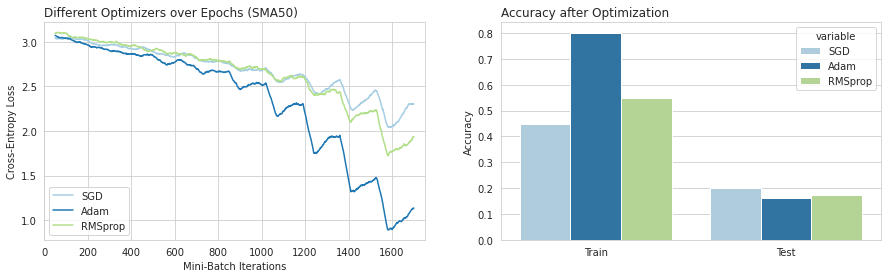 Different Optimizers over Epochs (SMA50)
3.0
2.5
2.0
1.5
1.0
Cross-Entropy Loss
SGD
Adam
RMSprop
0 200 400 600 800 1000 1200 1400 1600
Mini-Batch Iterations
Accuracy after Optimization
0.8
0.7
0.6
0.5
0.4
0.3
0.2
0.1
0.0
Accuracy
variable
SGD
Adam
RMSprop
Train Test